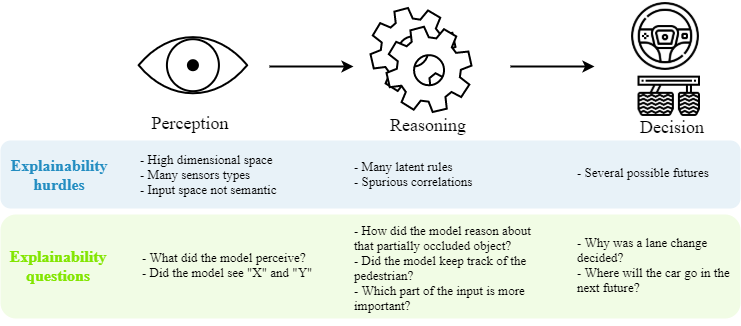 Perception
Reasoning
Decision
Explainability
hurdles
- High dimensional space
- Many sensors types
- Input space not semantic
- Many latent rules
- Spurious correlations
- Several possible futures
Explainability
questions
- What did the model perceive?
- Did the model see "X" and "Y"
- How did the model reason about
that partially occluded object?
- Did the model keep track of the
pedestrian?
- Which part of the input is more
important?
- Why was a lane change
decided?
- Where will the car go in the
next future?